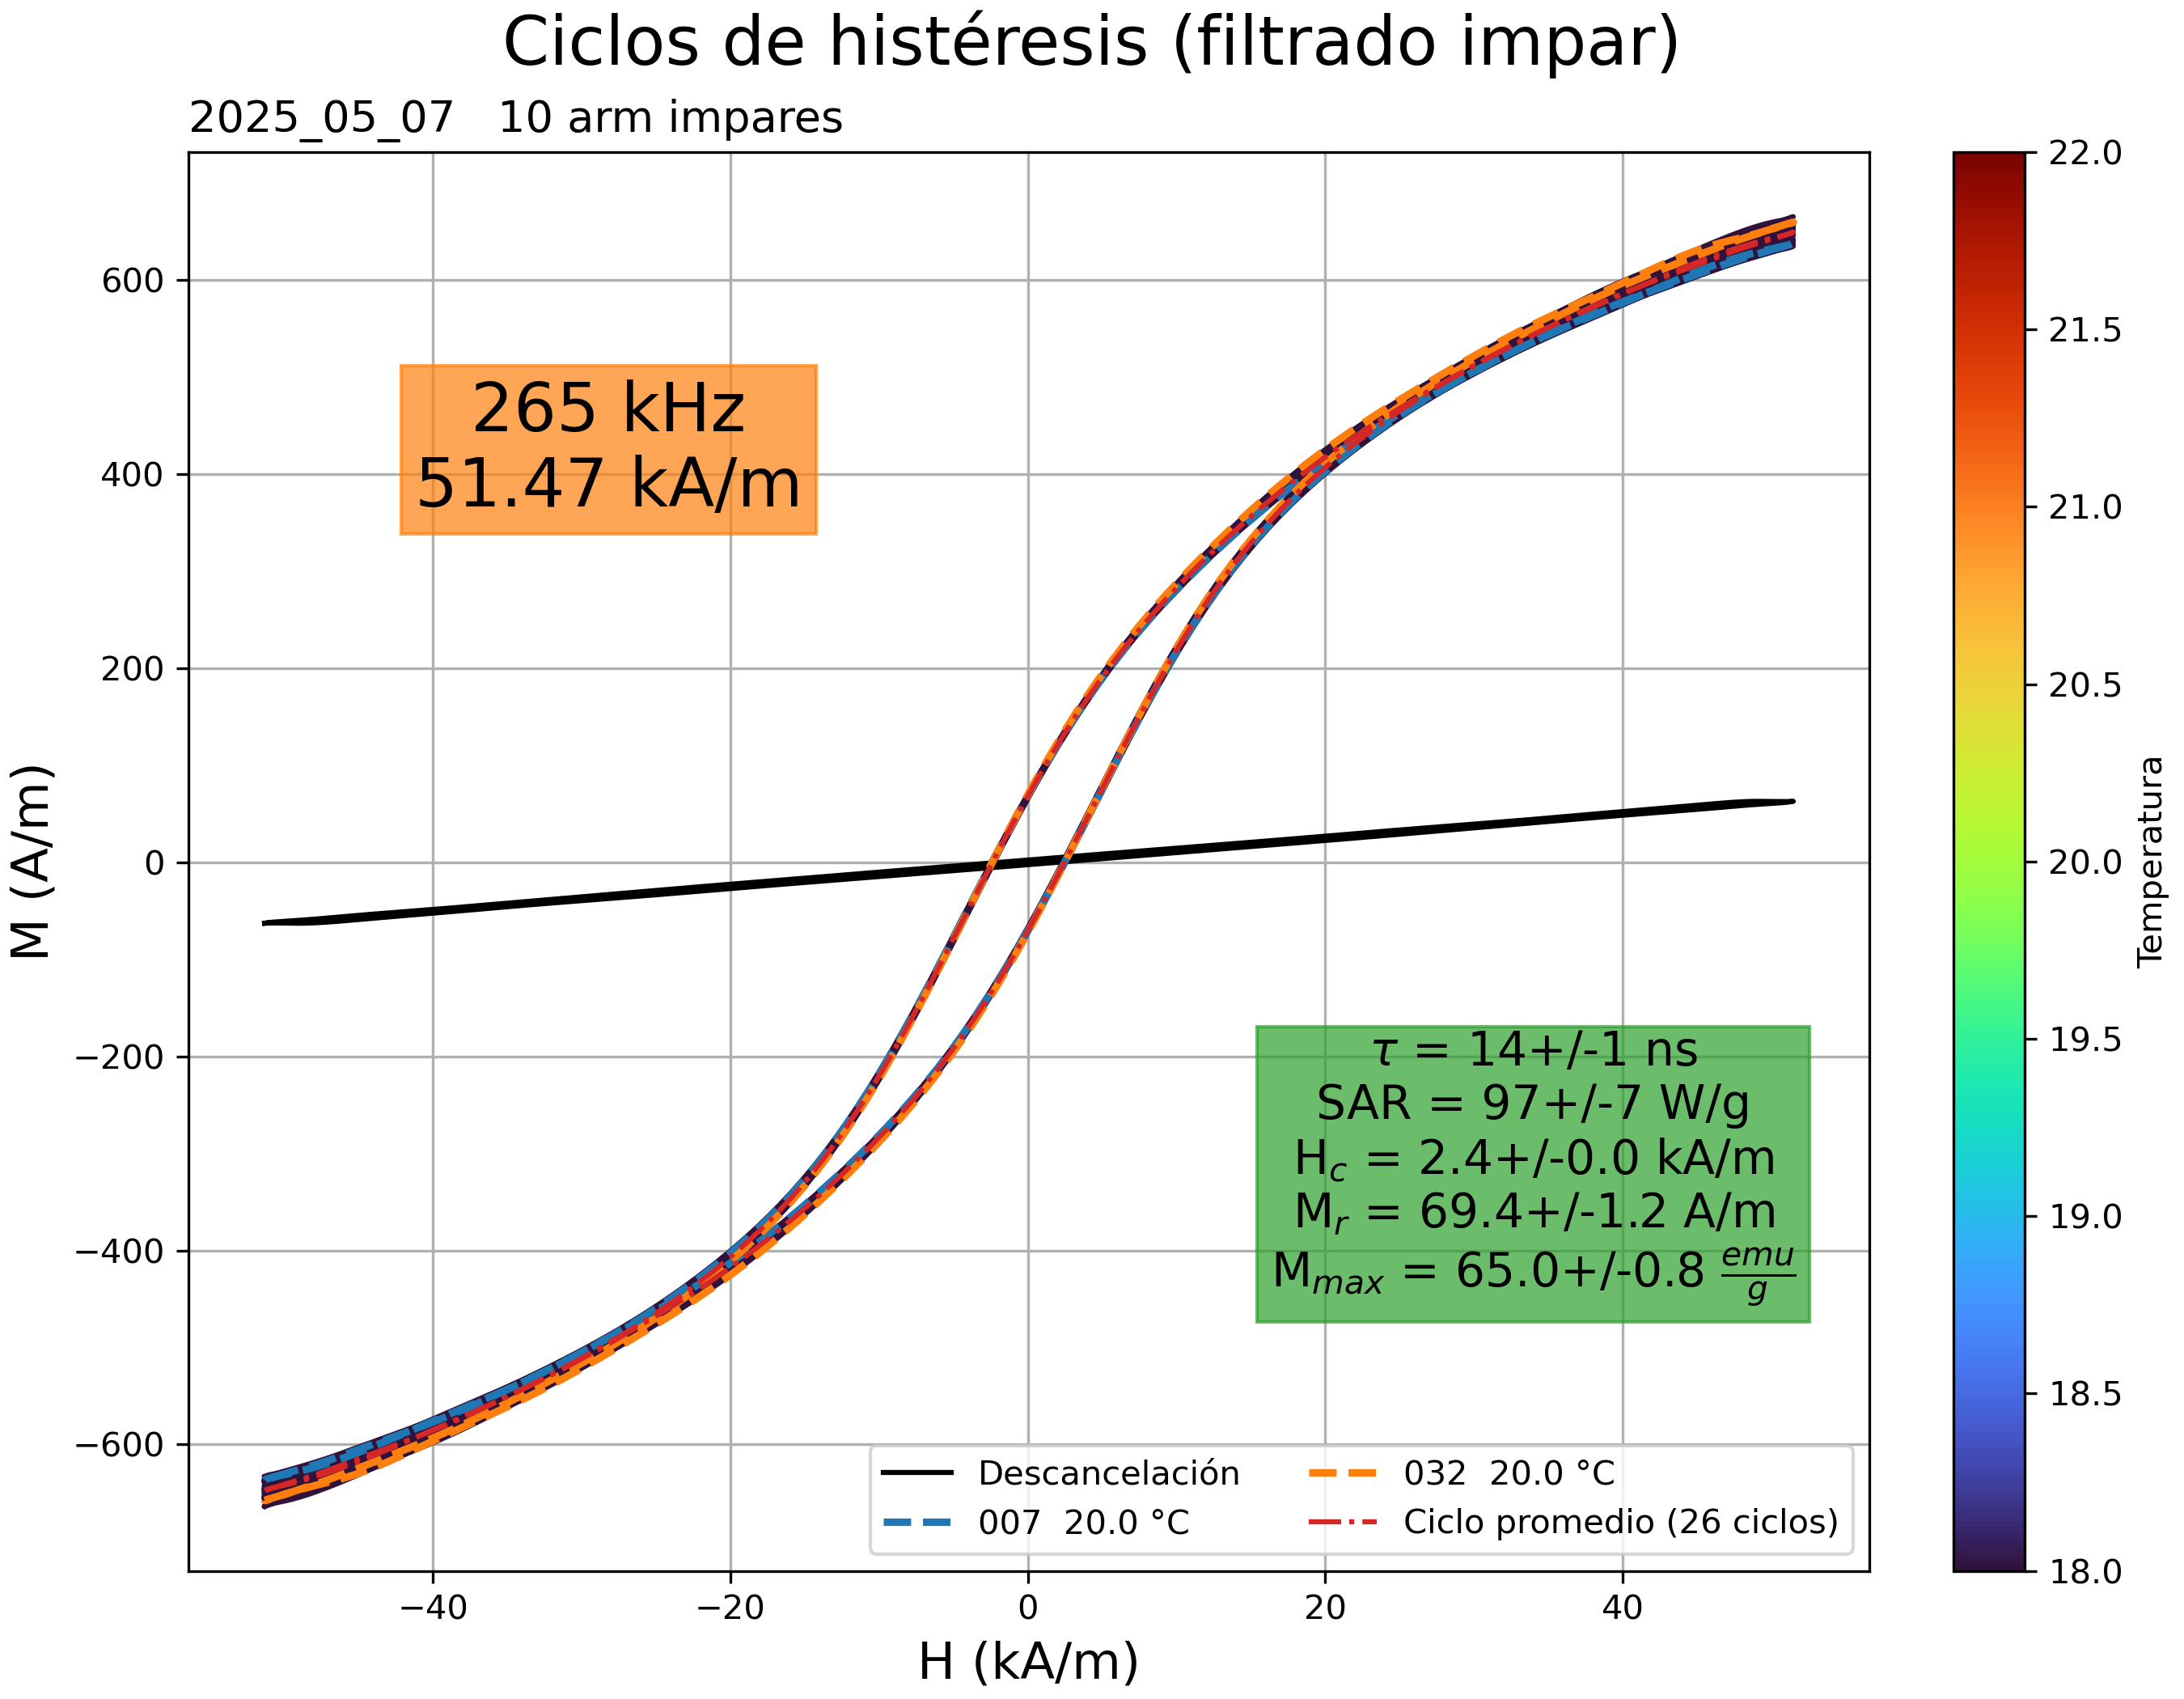 Ciclos de histéresis (filtrado impar)
2025_05_07   10 arm impares
265 kHz
51.47 kA/m
M (A/m)
600
400
200
0
−200
−400
−600
−40
−20
0
20
40
H (kA/m)
τ = 14+/-1 ns
SAR = 97+/-7 W/g
H_c = 2.4+/-0.0 kA/m
M_r = 69.4+/-1.2 A/m
M_max = 65.0+/-0.8 emu/g
Descancelación
007  20.0 °C
032  20.0 °C
Ciclo promedio (26 ciclos)
22.0
21.5
21.0
20.5
20.0
19.5
19.0
18.5
18.0
Temperatura